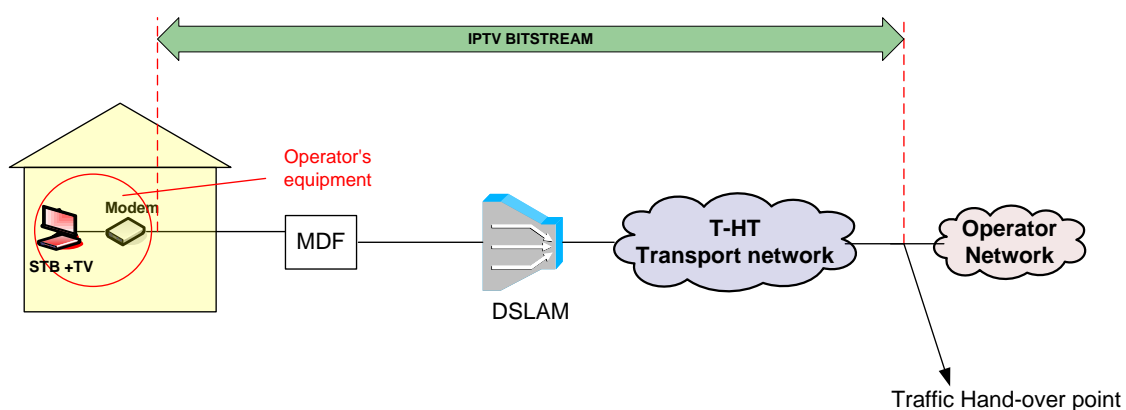 IPTV BITSTREAM
Operator's
equipment
Modem
STB +TV
MDF
DSLAM
T-HT
Transport network
Operator
Network
Traffic Hand-over point